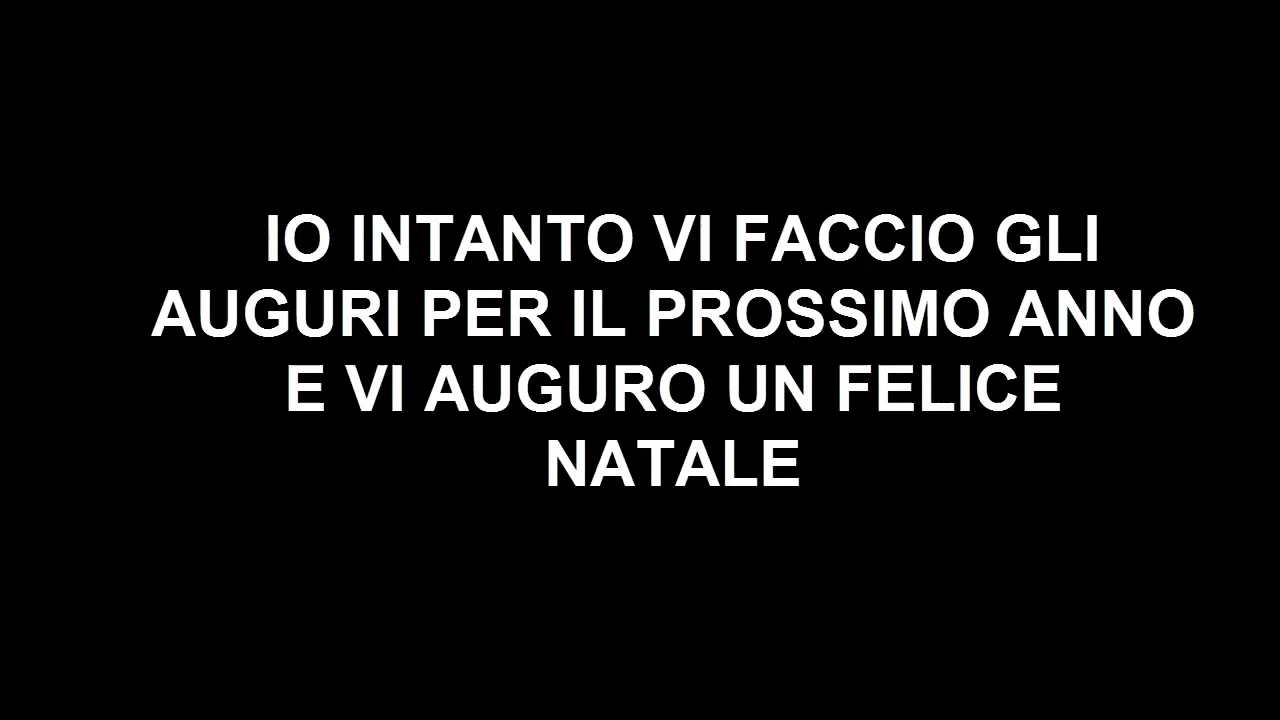 IO INTANTO VI FACCIO GLI
AUGURI PER IL PROSSIMO ANNO
E VI AUGURO UN FELICE
NATALE